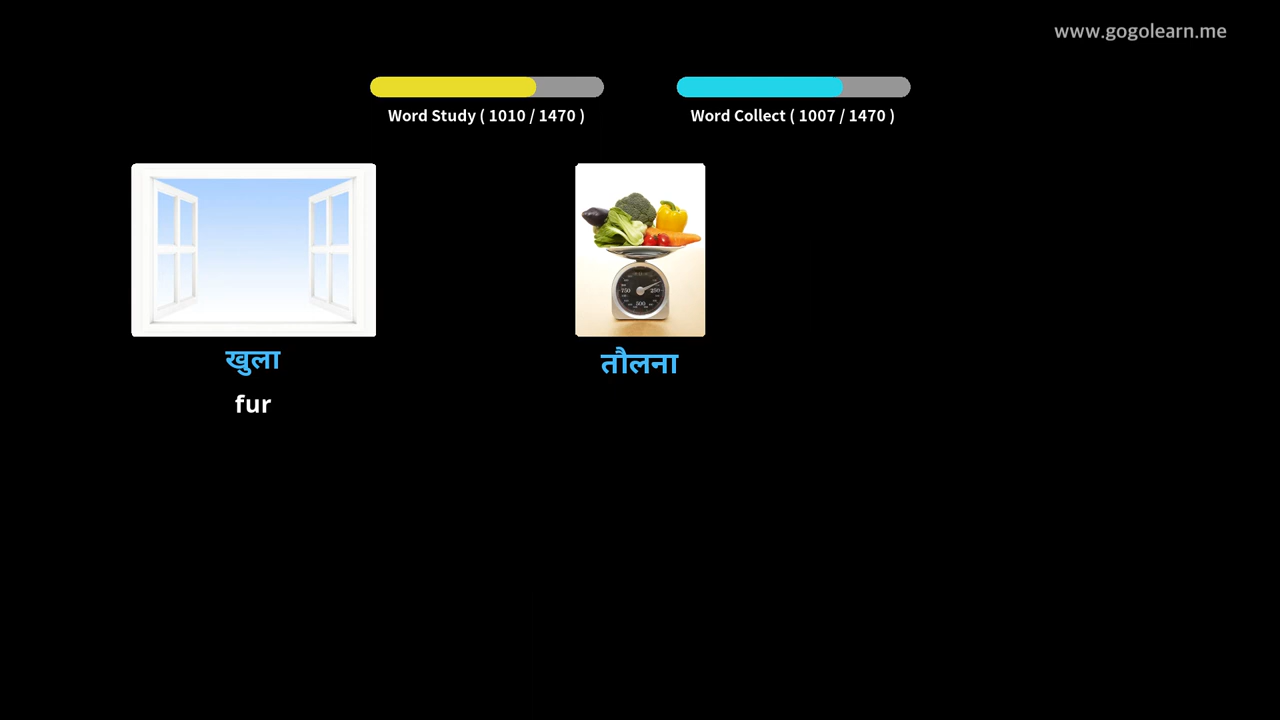 www.gogolearn.me
Word Study ( 1010 / 1470 )
Word Collect ( 1007 / 1470 )
खुला
fur
तौलना